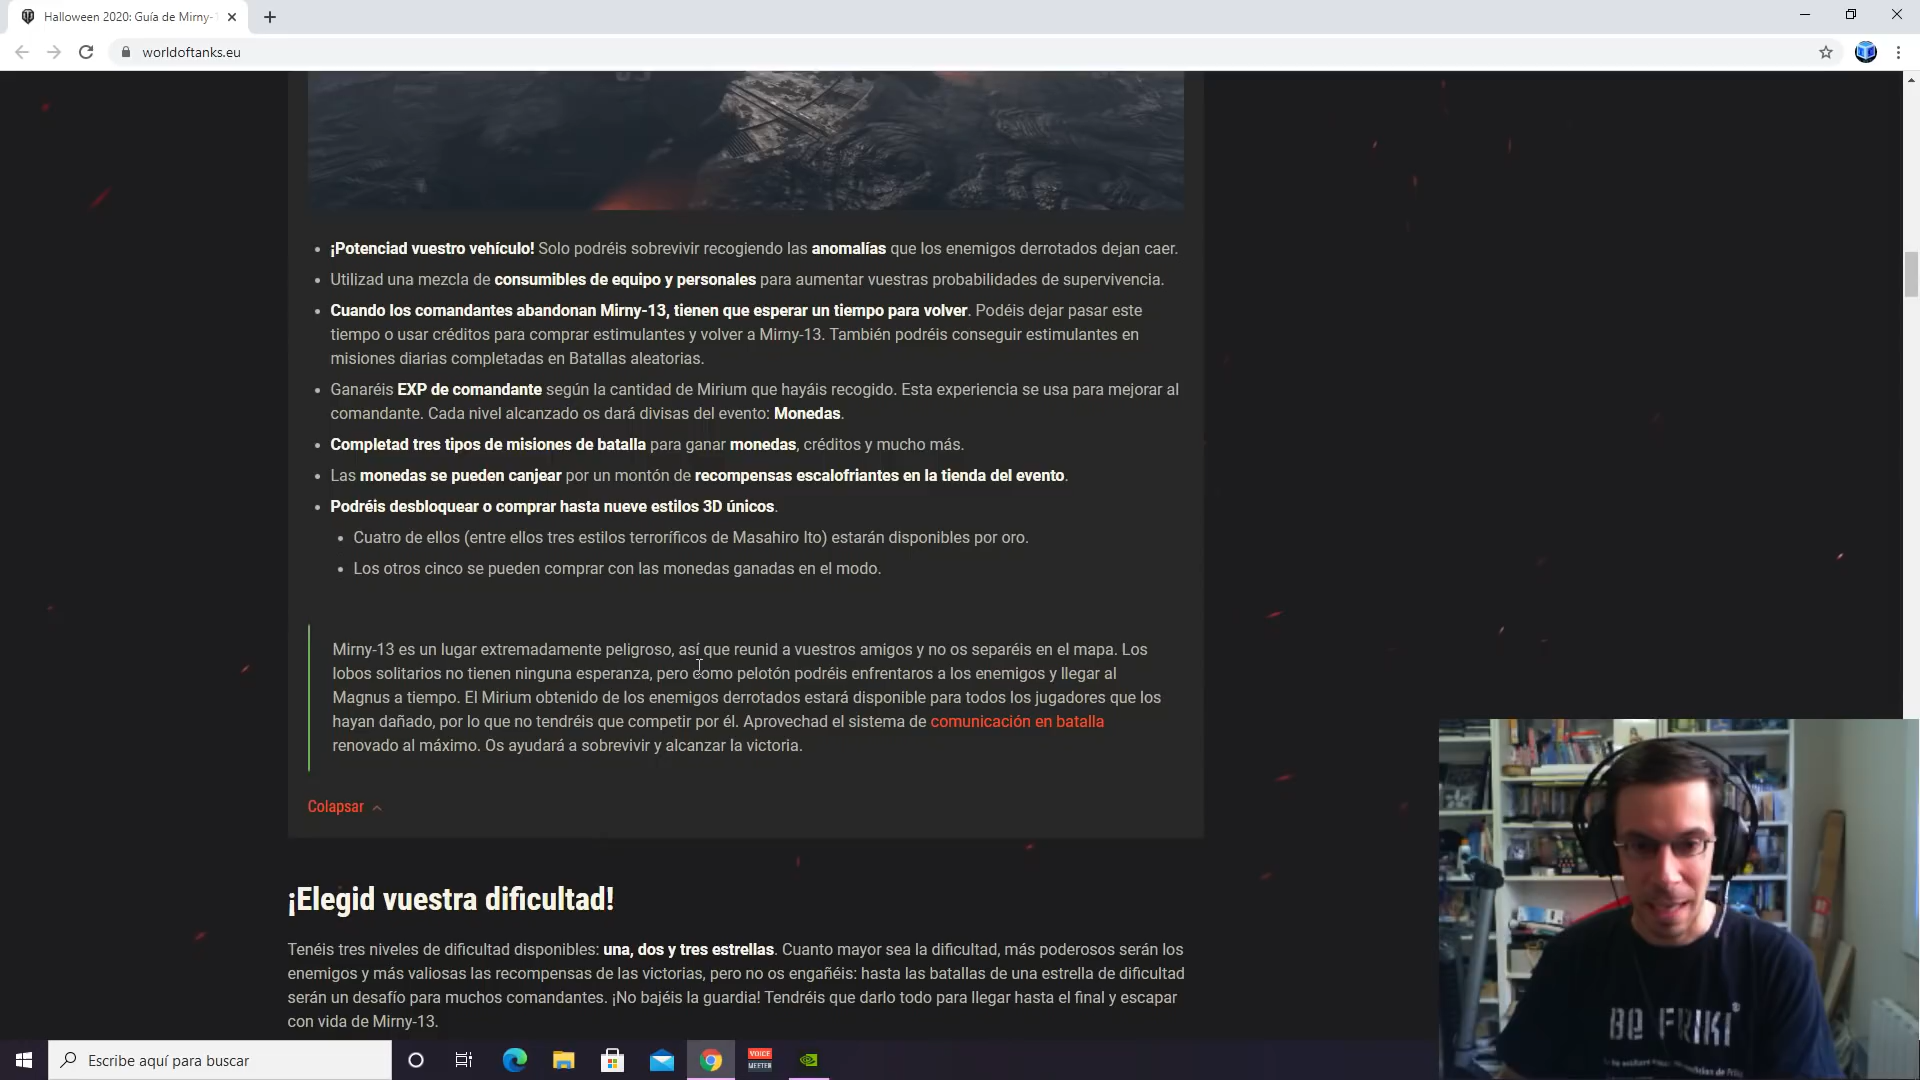 Halloween 2020: Guía de Mirny-1
worldoftanks.eu
¡Potenciad vuestro vehículo! Solo podréis sobrevivir recogiendo las anomalías que los enemigos derrotados dejan caer.
Utilizad una mezcla de consumibles de equipo y personales para aumentar vuestras probabilidades de supervivencia.
Cuando los comandantes abandonan Mirny-13, tienen que esperar un tiempo para volver. Podéis dejar pasar este
tiempo o usar créditos para comprar estimulantes y volver a Mirny-13. También podréis conseguir estimulantes en
misiones diarias completadas en Batallas aleatorias.
Ganaréis EXP de comandante según la cantidad de Mirium que hayáis recogido. Esta experiencia se usa para mejorar al
comandante. Cada nivel alcanzado os dará divisas del evento: Monedas.
Completad tres tipos de misiones de batalla para ganar monedas, créditos y mucho más.
Las monedas se pueden canjear por un montón de recompensas escalofriantes en la tienda del evento.
Podréis desbloquear o comprar hasta nueve estilos 3D únicos.
Cuatro de ellos (entre ellos tres estilos terroríficos de Masahiro Ito) estarán disponibles por oro.
Los otros cinco se pueden comprar con las monedas ganadas en el modo.
Mirny-13 es un lugar extremadamente peligroso, así que reunid a vuestros amigos y no os separéis en el mapa. Los
lobos solitarios no tienen ninguna esperanza, pero como pelotón podréis enfrentaros a los enemigos y llegar al
Magnus a tiempo. El Mirium obtenido de los enemigos derrotados estará disponible para todos los jugadores que los
hayan dañado, por lo que no tendréis que competir por él. Aprovechad el sistema de comunicación en batalla
renovado al máximo. Os ayudará a sobrevivir y alcanzar la victoria.
Colapsar
¡Elegid vuestra dificultad!
Tenéis tres niveles de dificultad disponibles: una, dos y tres estrellas. Cuanto mayor sea la dificultad, más poderosos serán los
enemigos y más valiosas las recompensas de las victorias, pero no os engañéis: hasta las batallas de una estrella de dificultad
serán un desafío para muchos comandantes. ¡No bajéis la guardia! Tendréis que darlo todo para llegar hasta el final y escapar
con vida de Mirny-13.
BE FRIKI
Escribe aquí para buscar
VOICE
MEETER